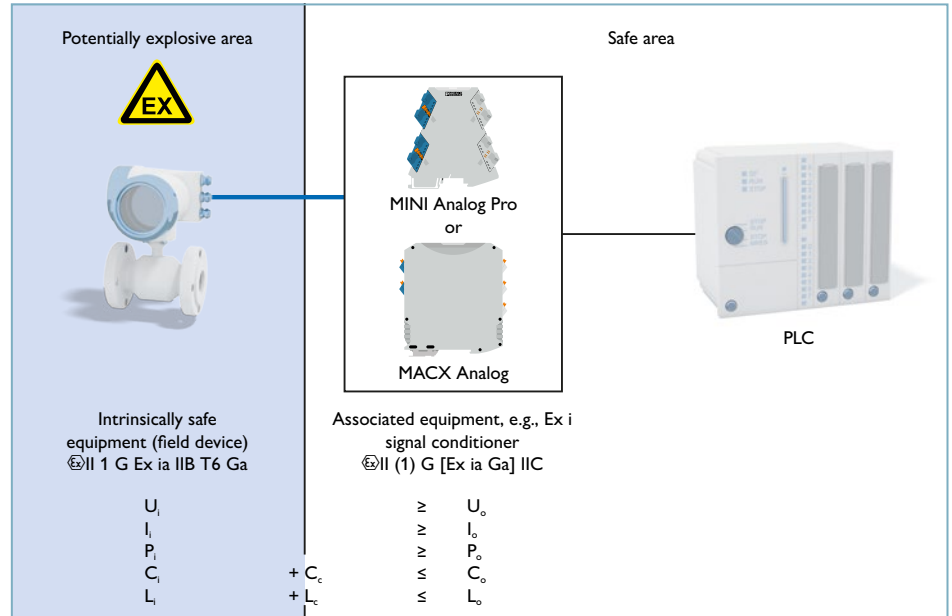 Potentially explosive area
Safe area
EX
MINI Analog Pro
or
MACX Analog
PLC
Intrinsically safe
equipment (field device)
Ex II 1 G Ex ia IIB T6 Ga
Associated equipment, e.g., Ex i
signal conditioner
Ex II (1) G [Ex ia Ga] IIC
Uᵢ ≥ Uₒ
Iᵢ ≥ Iₒ
Pᵢ ≥ Pₒ
Cᵢ + C꜀ ≤ Cₒ
Lᵢ + L꜀ ≤ Lₒ